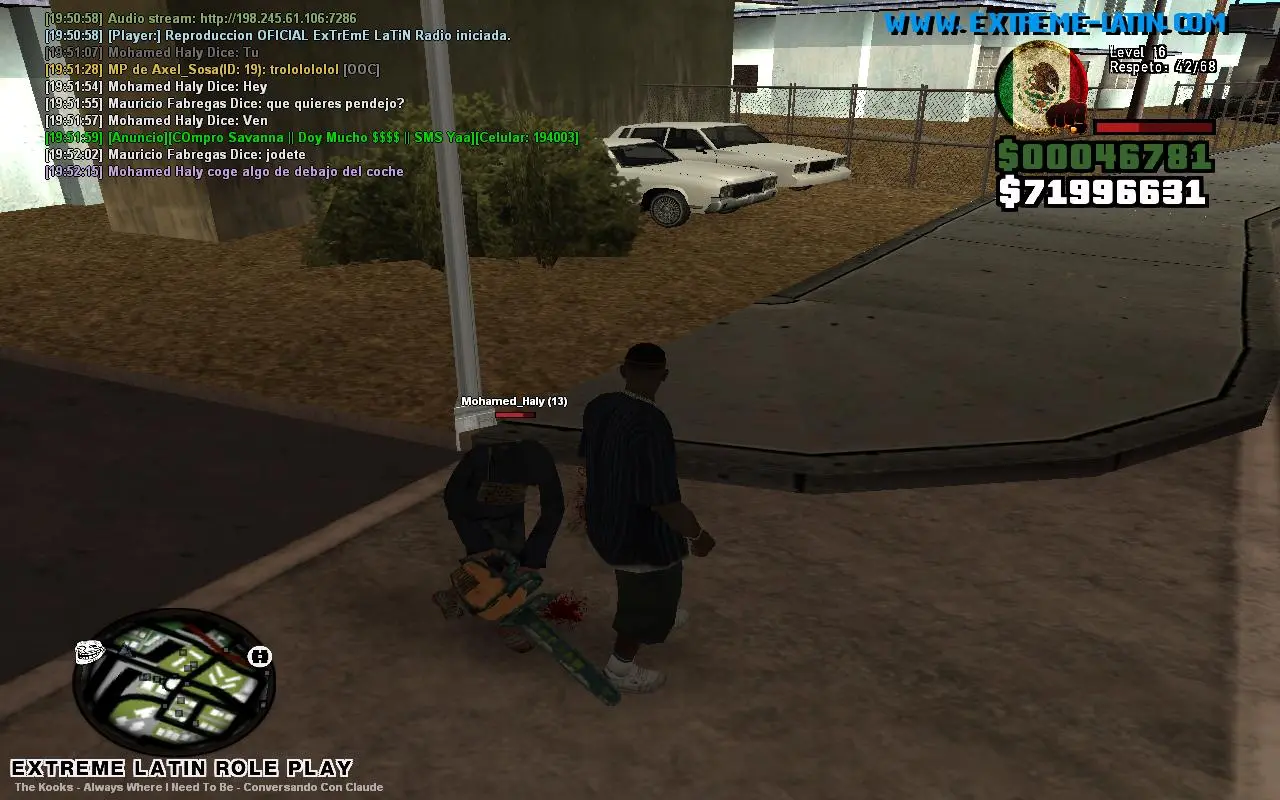 [19:50:58] Audio stream: http://198.245.61.106:7286
[19:50:58] [Player:] Reproduccion OFICIAL ExTrEmE LaTiN Radio iniciada.
[19:51:07] Mohamed Haly Dice: Tu
[19:51:28] MP de Axel_Sosa(ID: 19): trolololololol [OOC]
[19:51:54] Mohamed Haly Dice: Hey
[19:51:55] Mauricio Fabregas Dice: que quieres pendejo?
[19:51:57] Mohamed Haly Dice: Ven
[19:51:59] [Anuncio][COmpro Savanna || Doy Mucho $$$$ || SMS Yaa][Celular: 194003]
[19:52:02] Mauricio Fabregas Dice: jodete
[19:52:15] Mohamed Haly coge algo de debajo del coche
WWW.EXTREME-LATIN.COM
Level 16
Respeto: 42/68
$00046781
$71996631
Mohamed_Haly (13)
H
EXTREME LATIN ROLE PLAY
The Kooks - Always Where I Need To Be - Conversando Con Claude